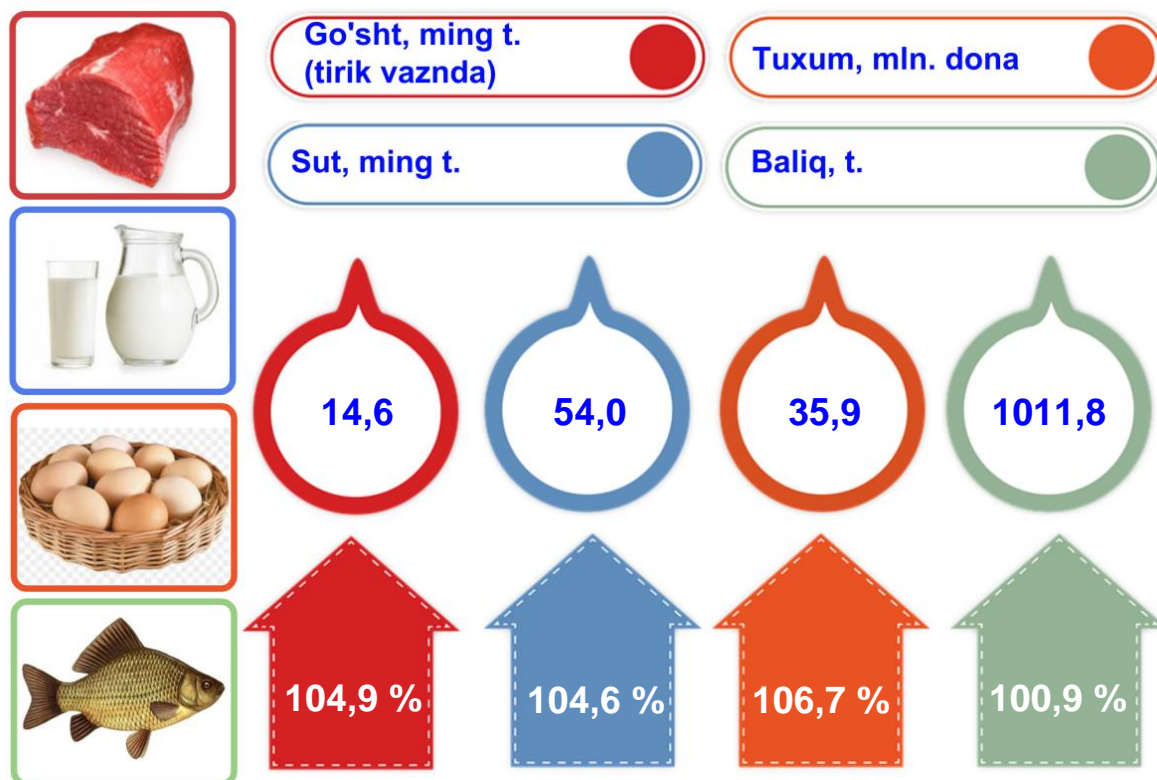 Go'sht, ming t.
(tirik vaznda)
Tuxum, mln. dona
Sut, ming t.
Baliq, t.
14,6
54,0
35,9
1011,8
104,9 %
104,6 %
106,7 %
100,9 %